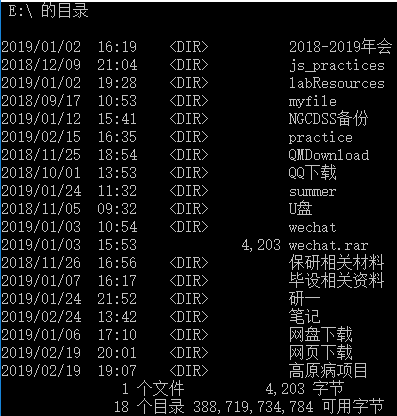 E:\ 的目录
2019/01/02  16:19    <DIR>          2018-2019年会
2018/12/09  21:04    <DIR>          js_practices
2019/01/02  19:28    <DIR>          labResources
2018/09/17  10:53    <DIR>          myfile
2019/01/12  15:41    <DIR>          NGCDSS备份
2019/02/15  16:35    <DIR>          practice
2018/11/25  18:54    <DIR>          QMDownload
2018/10/01  13:53    <DIR>          QQ下载
2019/01/24  11:32    <DIR>          summer
2018/11/05  09:32    <DIR>          U盘
2019/01/03  10:54    <DIR>          wechat
2019/01/03  15:53             4,203 wechat.rar
2018/11/26  16:56    <DIR>          保研相关材料
2019/01/07  16:17    <DIR>          毕设相关资料
2019/01/24  21:52    <DIR>          研一
2019/02/24  13:42    <DIR>          笔记
2019/01/06  17:10    <DIR>          网盘下载
2019/02/19  20:01    <DIR>          网页下载
2019/02/19  19:07    <DIR>          高原病项目
1 个文件          4,203 字节
18 个目录 388,719,734,784 可用字节